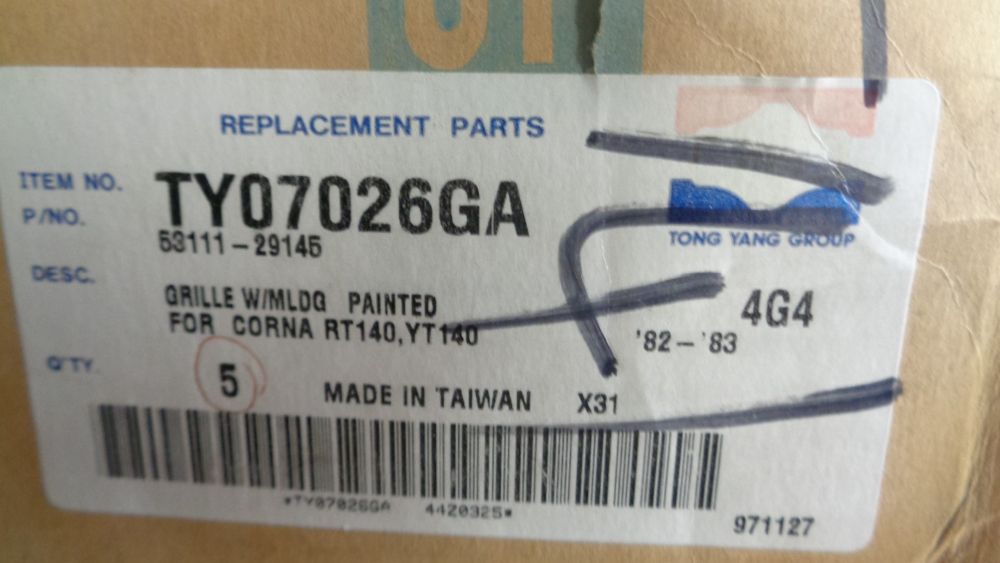 REPLACEMENT PARTS
ITEM NO. TY07026GA
P/NO. 53111-29145
TONG YANG GROUP
DESC. GRILLE W/MLDG PAINTED
FOR CORNA RT140,YT140 '82-'83
4G4
Q'TY. 5
MADE IN TAIWAN X31
*TY07026GA 44Z0325*
971127